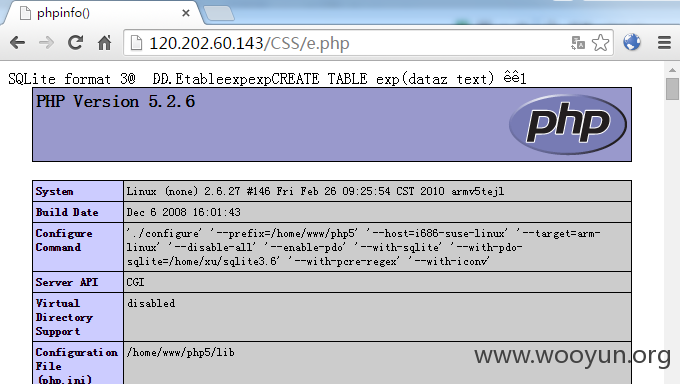 phpinfo()
120.202.60.143/CSS/e.php
SQLite format 3@  DD.EtableexpexpCREATE TABLE exp(dataz text) êê1
PHP Version 5.2.6
php
System Linux (none) 2.6.27 #146 Fri Feb 26 09:25:54 CST 2010 armv5tejl
Build Date Dec 6 2008 16:01:43
Configure Command './configure' '--prefix=/home/www/php5' '--host=i686-suse-linux' '--target=arm-
linux' '--disable-all' '--enable-pdo' '--with-sqlite' '--with-pdo-
sqlite=/home/xu/sqlite3.6' '--with-pcre-regex' '--with-iconv'
Server API CGI
Virtual Directory Support disabled
Configuration File (php.ini) /home/www/php5/lib
www.wooyun.org